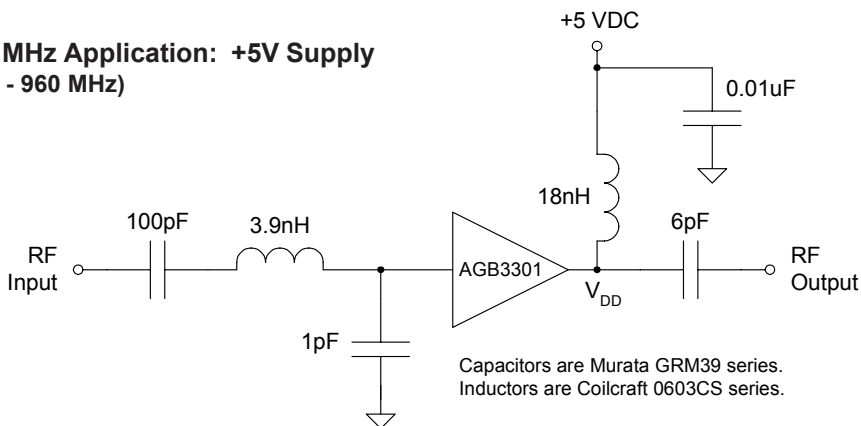 +5 VDC
MHz Application: +5V Supply
- 960 MHz)
0.01uF
18nH
100pF
3.9nH
6pF
RF
Input
AGB3301
RF
Output
VDD
1pF
Capacitors are Murata GRM39 series.
Inductors are Coilcraft 0603CS series.